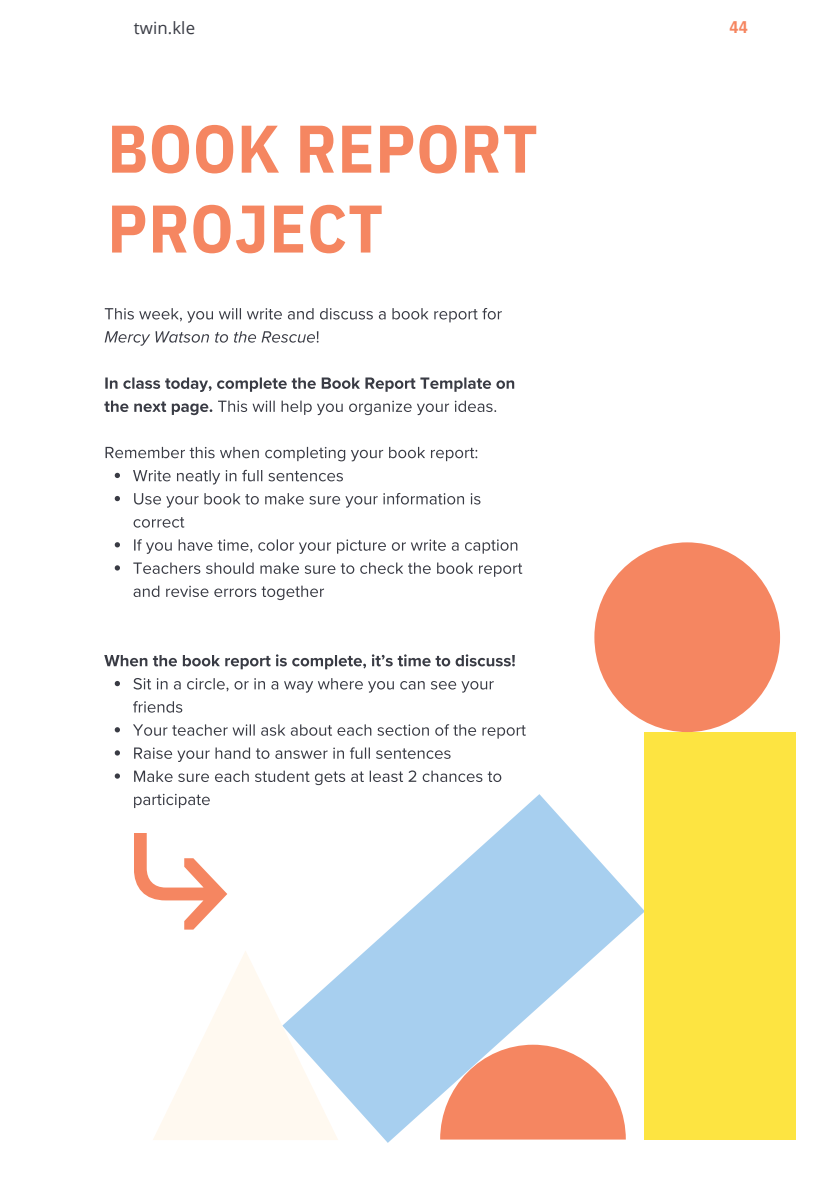 twin.kle
44
BOOK REPORT
PROJECT
This week, you will write and discuss a book report for
Mercy Watson to the Rescue!
In class today, complete the Book Report Template on
the next page. This will help you organize your ideas.
Remember this when completing your book report:
• Write neatly in full sentences
• Use your book to make sure your information is
correct
• If you have time, color your picture or write a caption
• Teachers should make sure to check the book report
and revise errors together
When the book report is complete, it’s time to discuss!
• Sit in a circle, or in a way where you can see your
friends
• Your teacher will ask about each section of the report
• Raise your hand to answer in full sentences
• Make sure each student gets at least 2 chances to
participate